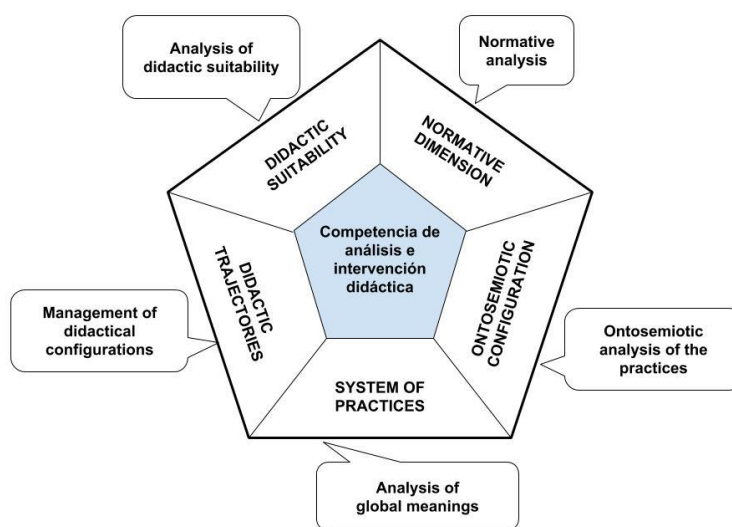 Analysis of
didactic suitability
Normative
analysis
DIDACTIC
SUITABILITY
NORMATIVE
DIMENSION
Competencia de
análisis e
intervención
didáctica
DIDACTIC
TRAJECTORIES
ONTOSEMIOTIC
CONFIGURATION
Management of
didactical
configurations
Ontosemiotic
analysis of the
practices
SYSTEM OF
PRACTICES
Analysis of
global meanings